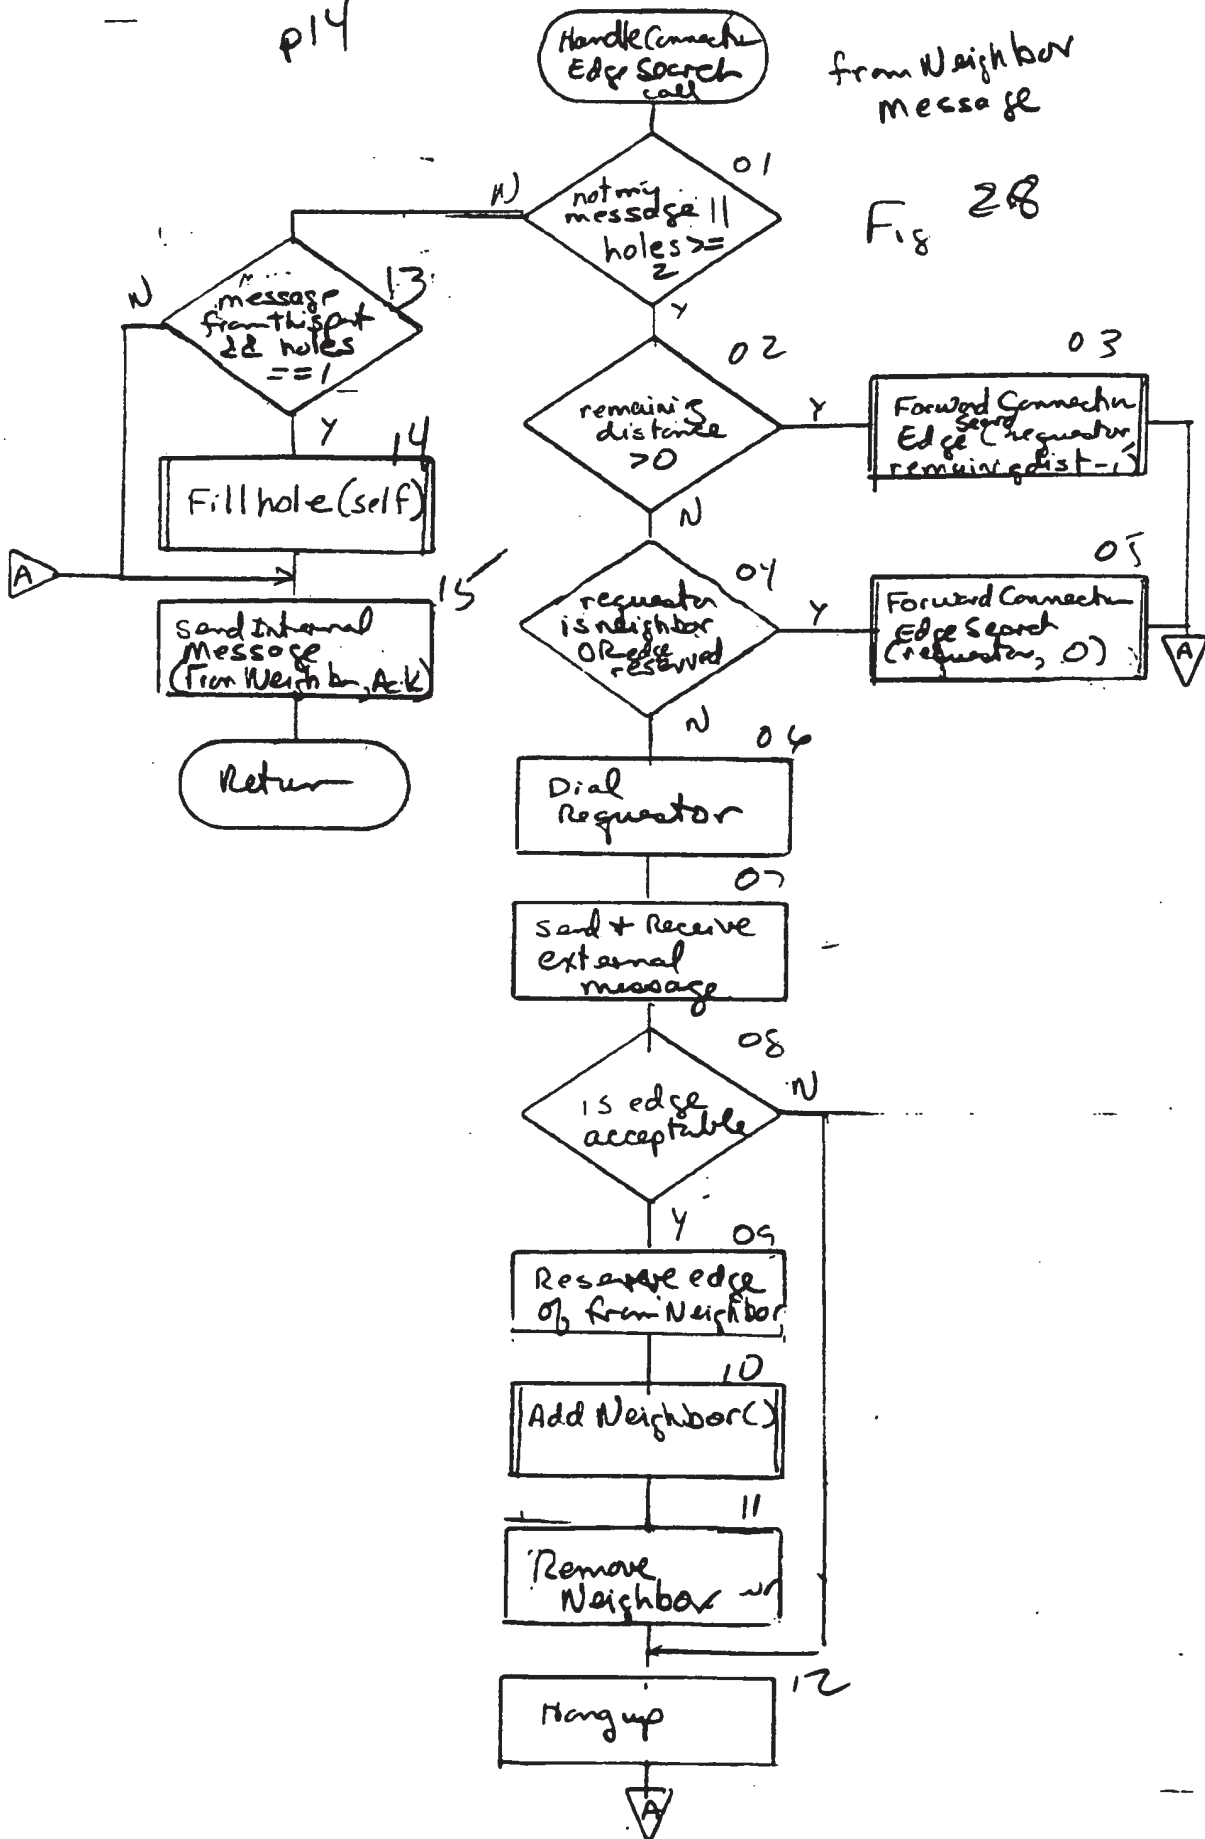 p14
Handle Connection
Edge Search
call
from Neighbor
message
Fig 28
01
not my
message ||
holes >=
2
N
Y
13
message
from this port
&& holes
== 1
N
Y
02
remaining
distance
>0
Y
N
03
Forward Connection
Edge Search (requestor
remaining dist-1)
14
Fill hole (self)
A
15
Send Internal
Message
(From Neighbor, Ack)
Return
04
requestor
is neighbor
OR edge
reserved
Y
N
05
Forward Connection
Edge Search
(requestor, 0)
A
06
Dial
Requestor
07
Send + Receive
external
message
08
is edge
acceptable
N
Y
09
Reserve edge
of from Neighbor
10
Add Neighbor()
11
Remove
Neighbor
12
Hang up
A